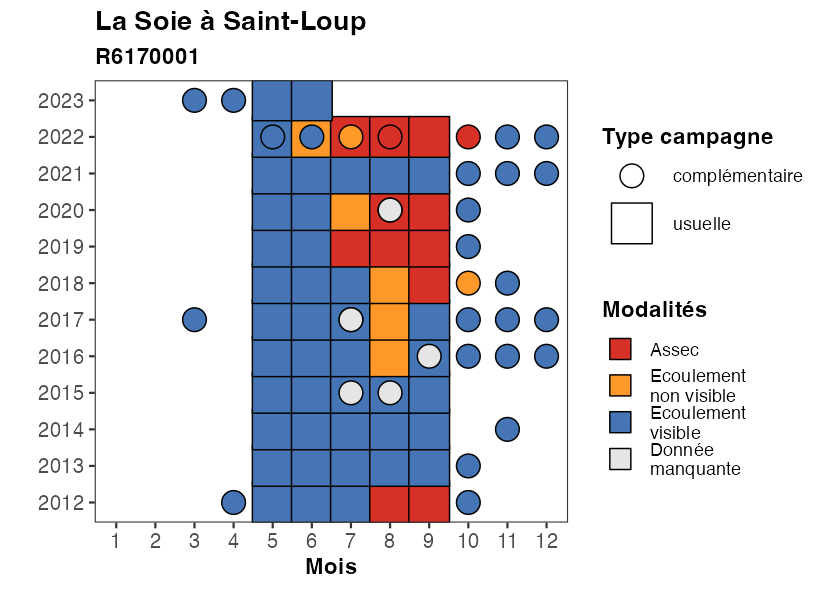 La Soie à Saint-Loup
R6170001
2023
2022
2021
2020
2019
2018
2017
2016
2015
2014
2013
2012
1 2 3 4 5 6 7 8 9 10 11 12
Mois
Type campagne
complémentaire
usuelle
Modalités
Assec
Ecoulement
non visible
Ecoulement
visible
Donnée
manquante